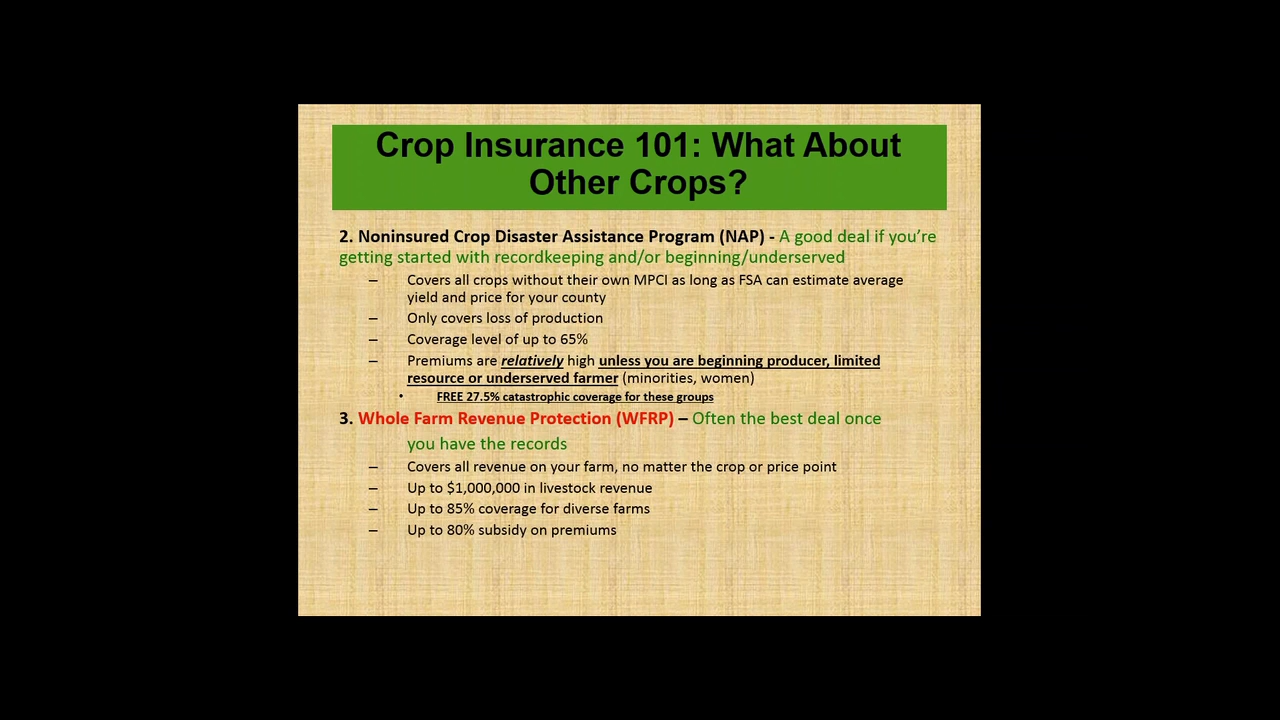 Crop Insurance 101: What About
Other Crops?
2. Noninsured Crop Disaster Assistance Program (NAP) - A good deal if you’re
getting started with recordkeeping and/or beginning/underserved
– Covers all crops without their own MPCI as long as FSA can estimate average
yield and price for your county
– Only covers loss of production
– Coverage level of up to 65%
– Premiums are relatively high unless you are beginning producer, limited
resource or underserved farmer (minorities, women)
• FREE 27.5% catastrophic coverage for these groups
3. Whole Farm Revenue Protection (WFRP) – Often the best deal once
you have the records
– Covers all revenue on your farm, no matter the crop or price point
– Up to $1,000,000 in livestock revenue
– Up to 85% coverage for diverse farms
– Up to 80% subsidy on premiums